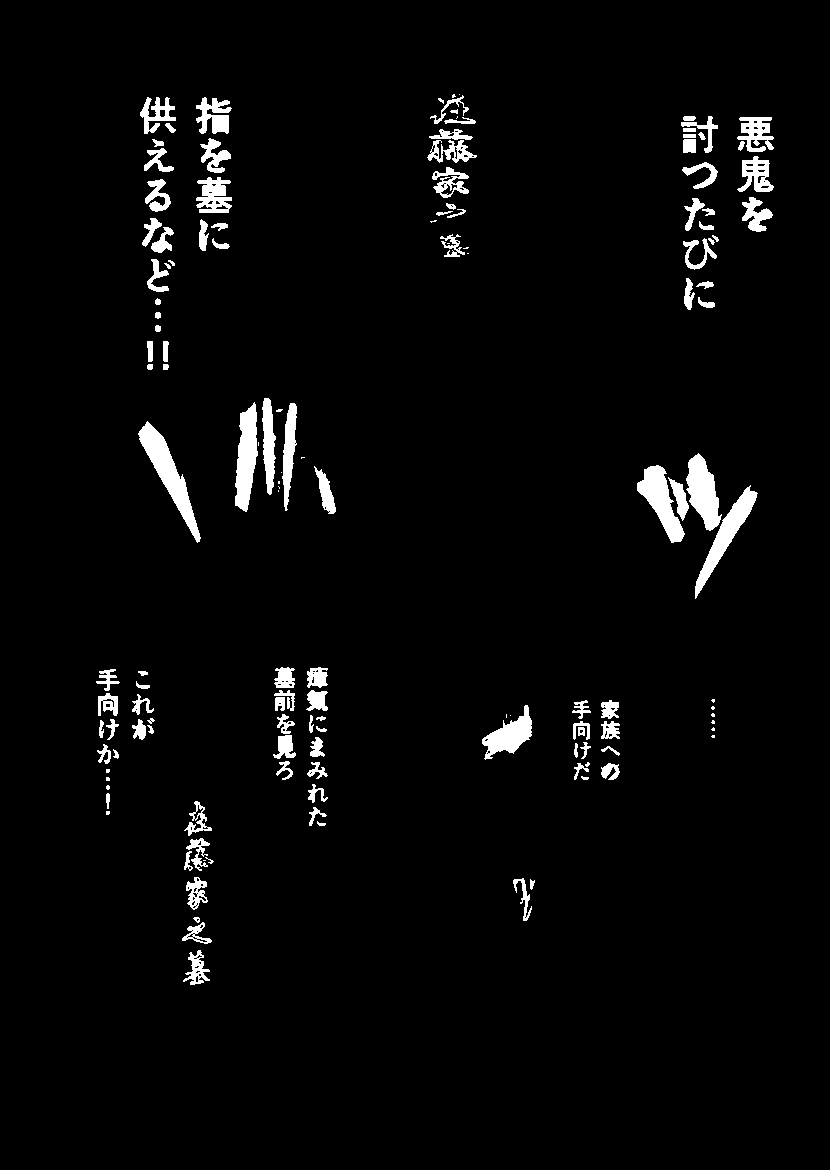 悪鬼を
討つたびに
近藤家之墓
指を墓に
供えるなど…!!
……
家族への
手向けだ
瘴気にまみれた
墓前を見ろ
これが
手向けか…!
近藤家之墓